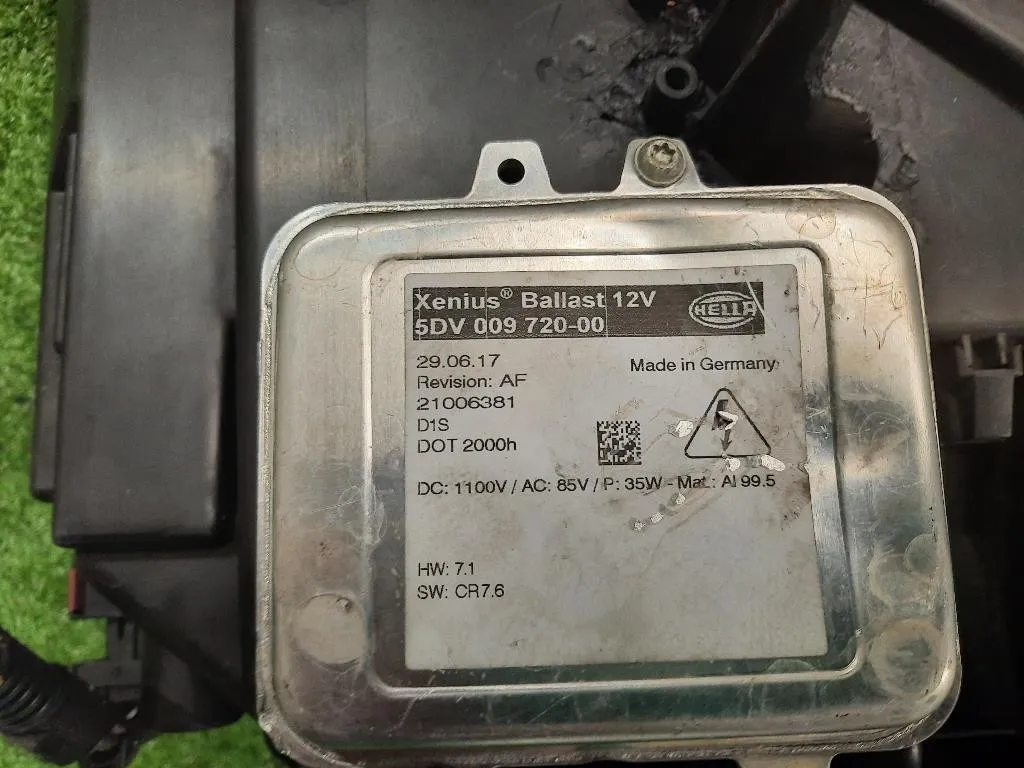 Xenius® Ballast 12V
5DV 009 720-00
HELLA
29.06.17
Made in Germany
Revision: AF
21006381
D1S
DOT 2000h
DC: 1100V / AC: 85V / P: 35W - Mat.: Al 99.5
HW: 7.1
SW: CR7.6